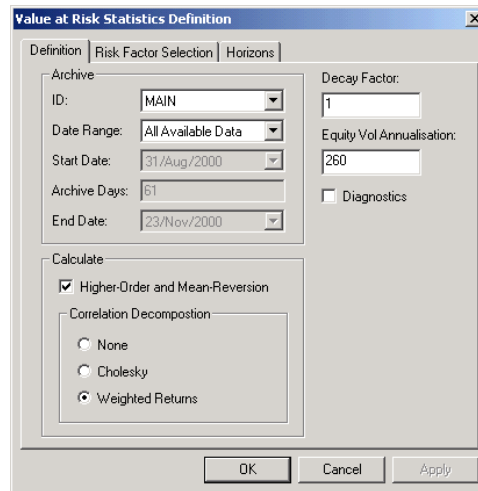 Value at Risk Statistics Definition
Definition Risk Factor Selection Horizons
Archive
ID: MAIN
Date Range: All Available Data
Start Date: 31/Aug/2000
Archive Days: 61
End Date: 23/Nov/2000
Decay Factor:
1
Equity Vol Annualisation:
260
Diagnostics
Calculate
Higher-Order and Mean-Reversion
Correlation Decompostion
None
Cholesky
Weighted Returns
OK Cancel Apply